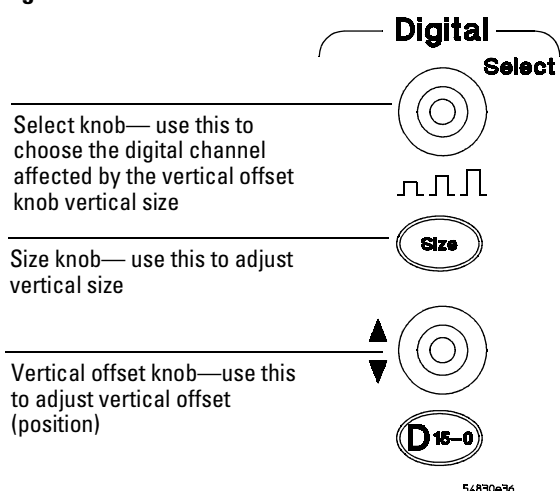 Digital
Select
Select knob— use this to
choose the digital channel
affected by the vertical offset
knob vertical size
Size
Size knob— use this to adjust
vertical size
Vertical offset knob—use this
to adjust vertical offset
(position)
D 15–0
54830e36